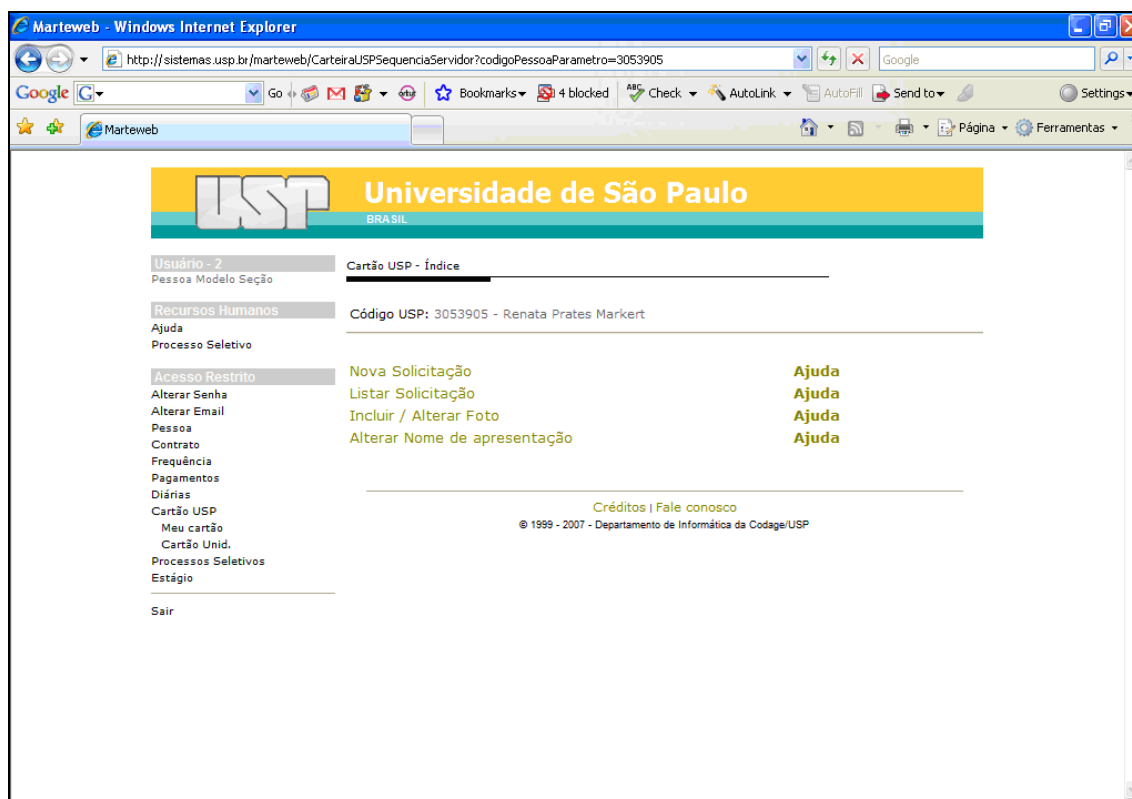 Marteweb - Windows Internet Explorer
http://sistemas.usp.br/marteweb/CarteiraUSPSequenciaServidor?codigoPessoaParametro=3053905
Google
Google G Go Bookmarks 4 blocked ABC Check AutoLink AutoFill Send to Settings
Marteweb
Página Ferramentas
USP
Universidade de São Paulo
BRASIL
Usuário - 2
Pessoa Modelo Seção
Recursos Humanos
Ajuda
Processo Seletivo
Acesso Restrito
Alterar Senha
Alterar Email
Pessoa
Contrato
Frequência
Pagamentos
Diárias
Cartão USP
Meu cartão
Cartão Unid.
Processos Seletivos
Estágio
Sair
Cartão USP - Índice
Código USP: 3053905 - Renata Prates Markert
Nova Solicitação Ajuda
Listar Solicitação Ajuda
Incluir / Alterar Foto Ajuda
Alterar Nome de apresentação Ajuda
Créditos | Fale conosco
© 1999 - 2007 - Departamento de Informática da Codage/USP